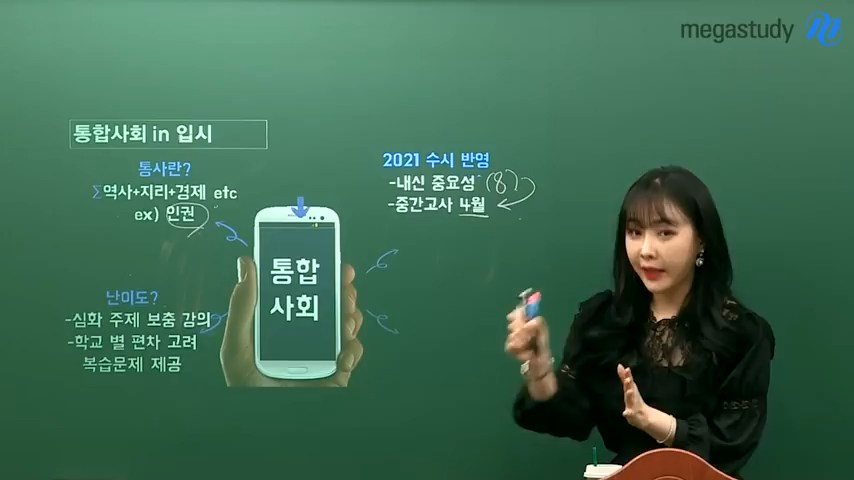 megastudy
통합사회 in 입시
통사란?
Σ역사+지리+경제 etc
ex) 인권
난이도?
-심화 주제 보충 강의
-학교 별 편차 고려
복습문제 제공
통합
사회
2021 수시 반영
-내신 중요성 (8)
-중간고사 4월